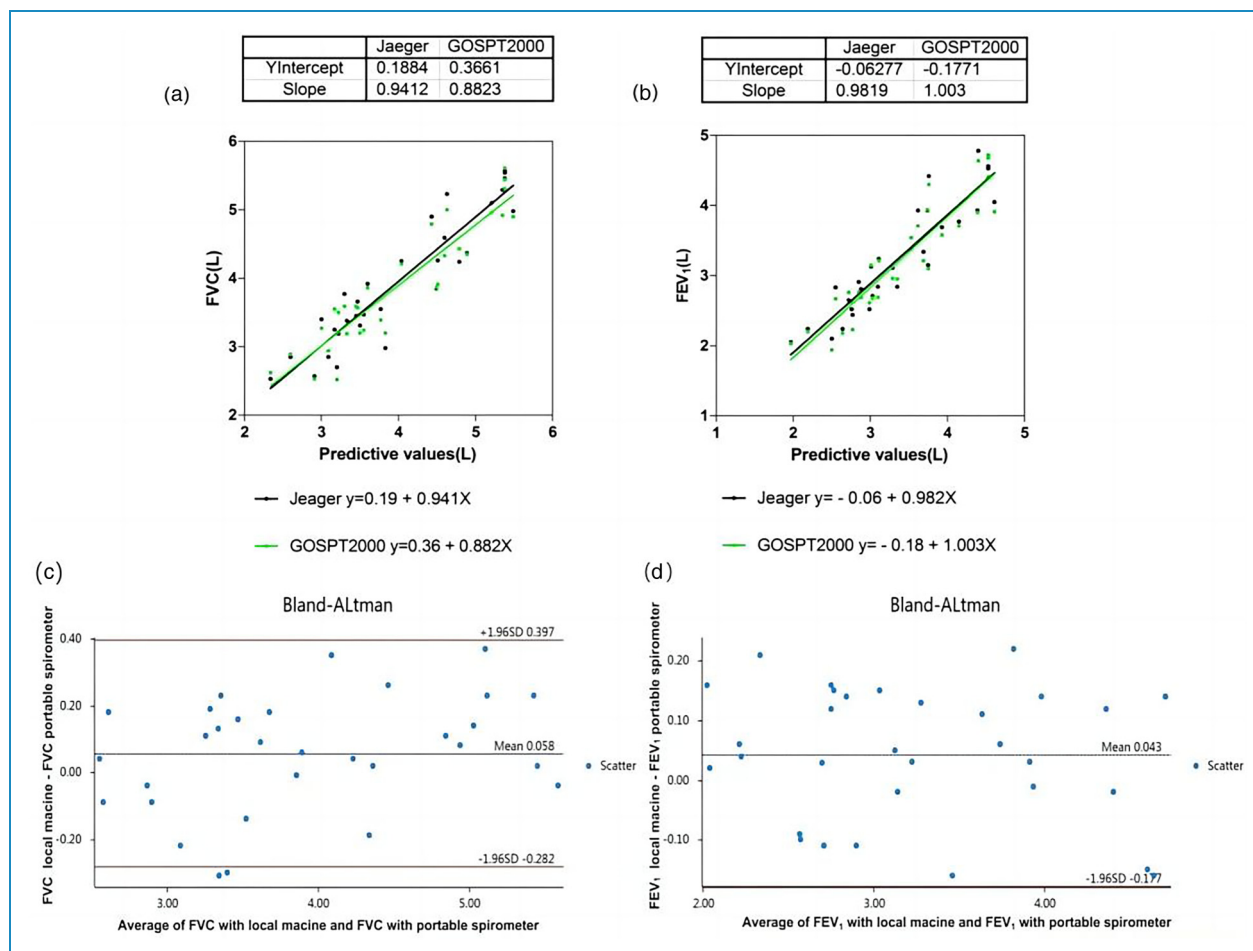 Jaeger GOSPT2000
YIntercept 0.1884 0.3661
Slope 0.9412 0.8823
(a)
6
5
4
3
2
FVC(L)
2 3 4 5 6
Predictive values(L)
Jeager y=0.19 + 0.941X
GOSPT2000 y=0.36 + 0.882X
Jaeger GOSPT2000
YIntercept -0.06277 -0.1771
Slope 0.9819 1.003
(b)
5
4
3
2
1
FEV₁(L)
1 2 3 4 5
Predictive values(L)
Jeager y= - 0.06 + 0.982X
GOSPT2000 y= - 0.18 + 1.003X
(c)
Bland-ALtman
FVC local macine - FVC portable spirometer
0.40
0.20
0.00
-0.20
+1.96SD 0.397
Mean 0.058
-1.96SD -0.282
Scatter
3.00 4.00 5.00
Average of FVC with local macine and FVC with portable spirometer
(d)
Bland-ALtman
FEV₁ local macine - FEV₁ portable spirometer
0.20
0.10
0.00
-0.10
Mean 0.043
-1.96SD -0.177
Scatter
2.00 3.00 4.00
Average of FEV₁ with local macine and FEV₁ with portable spirometer